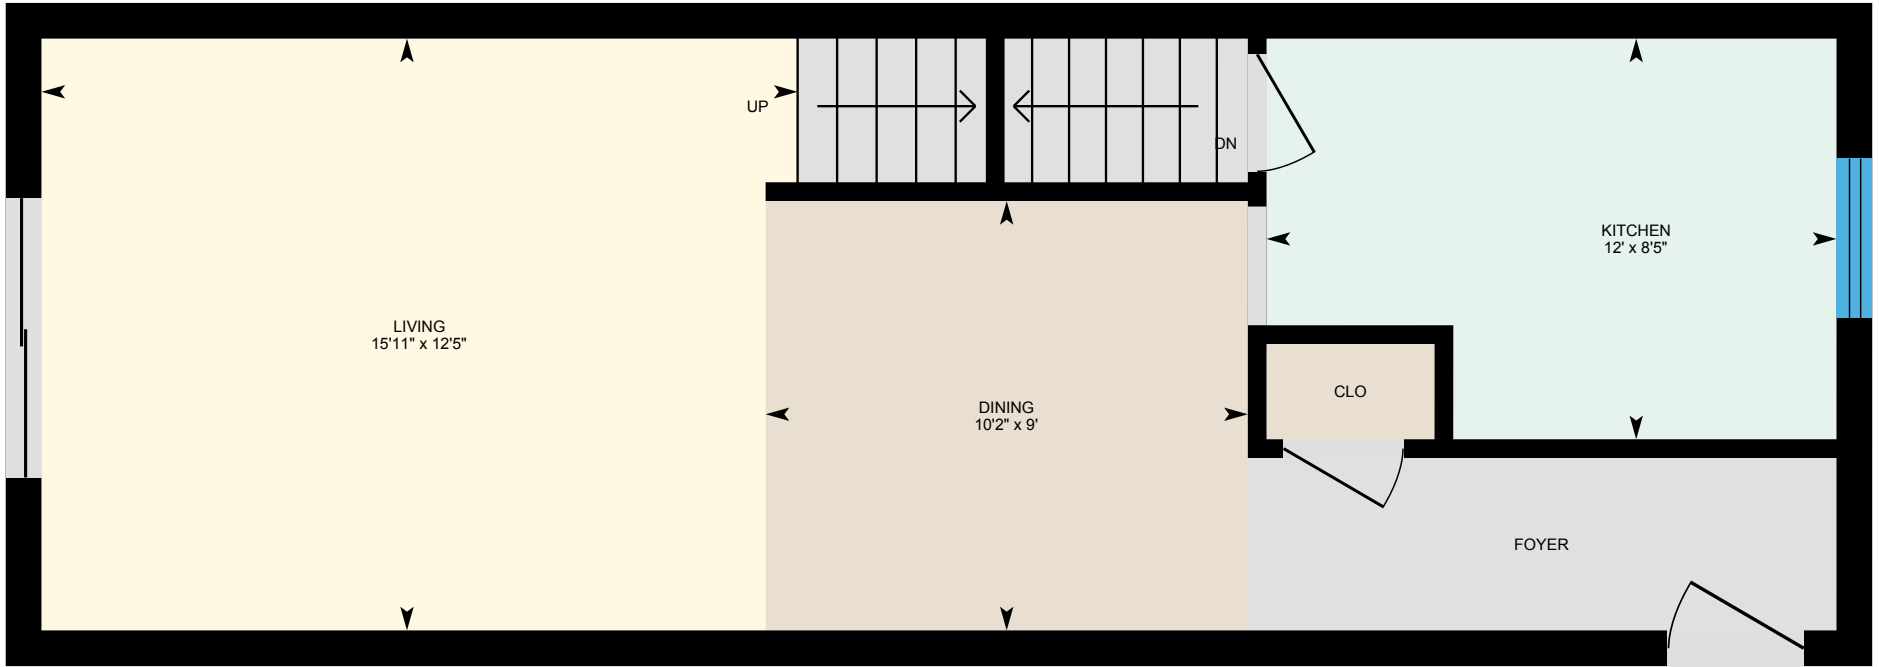 UP
DN
KITCHEN
12' x 8'5"
LIVING
15'11" x 12'5"
CLO
DINING
10'2" x 9'
FOYER